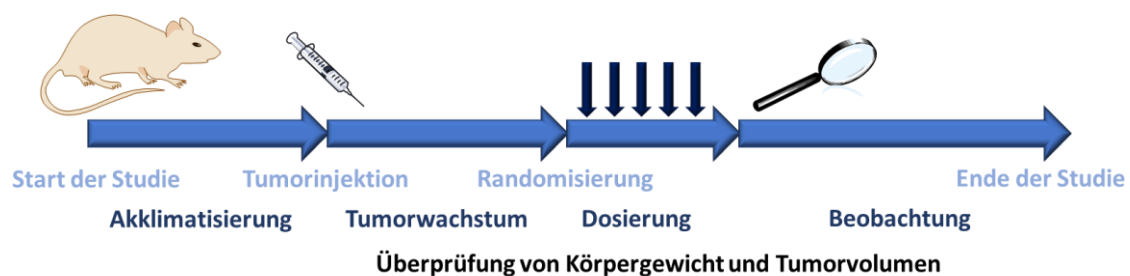 Start der Studie Tumorinjektion Randomisierung Ende der Studie
Akklimatisierung Tumorwachstum Dosierung Beobachtung
Überprüfung von Körpergewicht und Tumorvolumen